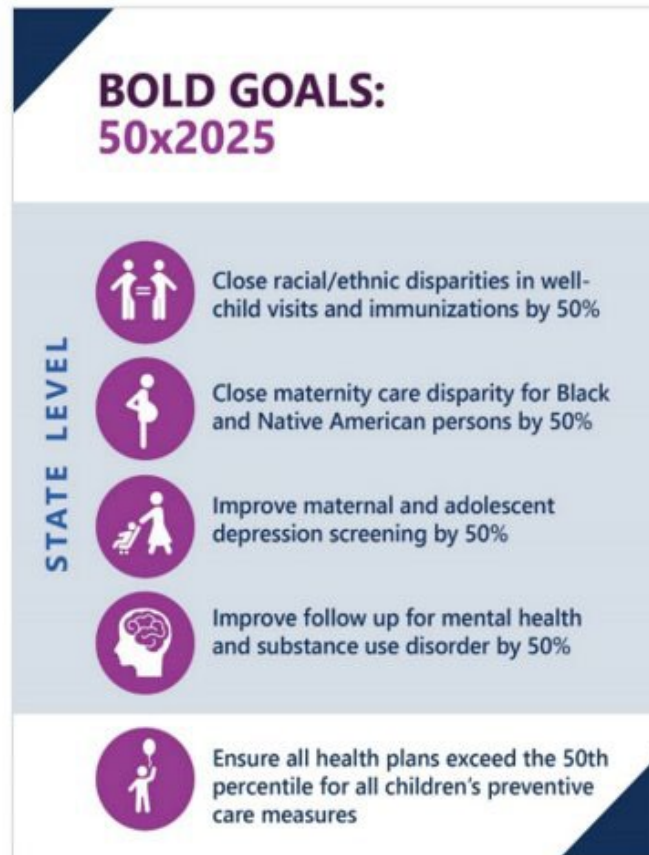 BOLD GOALS:
50x2025
STATE LEVEL
Close racial/ethnic disparities in well-
child visits and immunizations by 50%
Close maternity care disparity for Black
and Native American persons by 50%
Improve maternal and adolescent
depression screening by 50%
Improve follow up for mental health
and substance use disorder by 50%
Ensure all health plans exceed the 50th
percentile for all children’s preventive
care measures